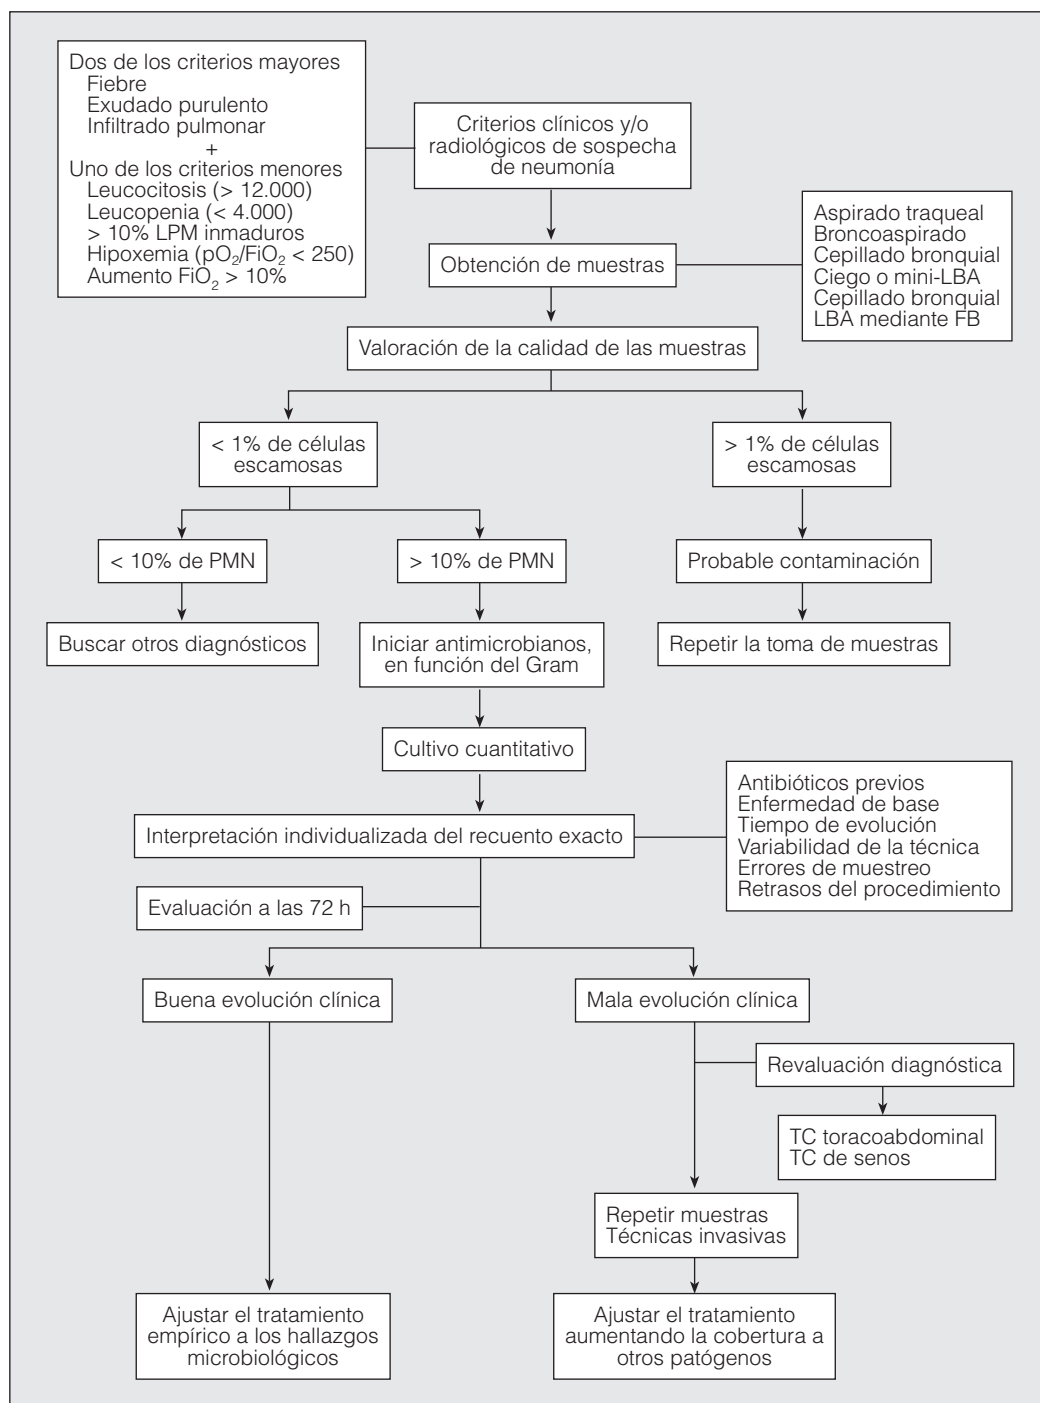 Dos de los criterios mayores
Fiebre
Exudado purulento
Infiltrado pulmonar
+
Uno de los criterios menores
Leucocitosis (> 12.000)
Leucopenia (< 4.000)
> 10% LPM inmaduros
Hipoxemia (pO₂/FiO₂ < 250)
Aumento FiO₂ > 10%
Criterios clínicos y/o
radiológicos de sospecha
de neumonía
Obtención de muestras
Aspirado traqueal
Broncoaspirado
Cepillado bronquial
Ciego o mini-LBA
Cepillado bronquial
LBA mediante FB
Valoración de la calidad de las muestras
< 1% de células
escamosas
> 1% de células
escamosas
< 10% de PMN
> 10% de PMN
Probable contaminación
Buscar otros diagnósticos
Iniciar antimicrobianos,
en función del Gram
Repetir la toma de muestras
Cultivo cuantitativo
Interpretación individualizada del recuento exacto
Antibióticos previos
Enfermedad de base
Tiempo de evolución
Variabilidad de la técnica
Errores de muestreo
Retrasos del procedimiento
Evaluación a las 72 h
Buena evolución clínica
Mala evolución clínica
Revaluación diagnóstica
TC toracoabdominal
TC de senos
Repetir muestras
Técnicas invasivas
Ajustar el tratamiento
empírico a los hallazgos
microbiológicos
Ajustar el tratamiento
aumentando la cobertura a
otros patógenos